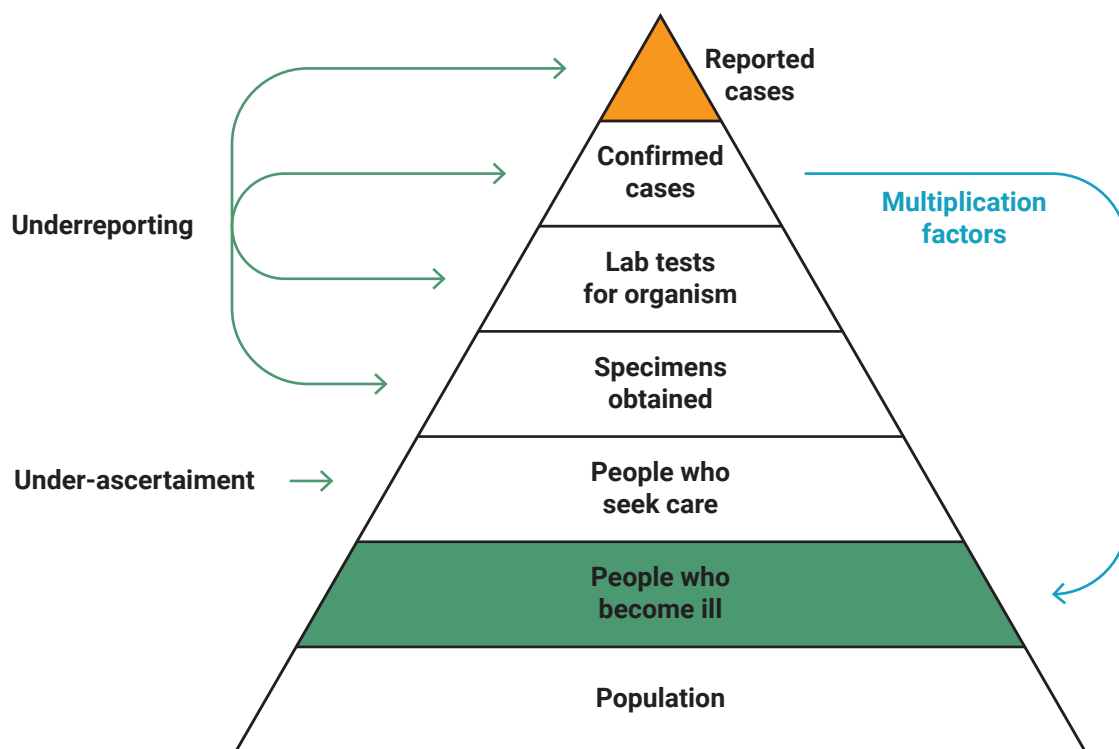 Reported
cases
Confirmed
cases
Multiplication
factors
Underreporting
Lab tests
for organism
Specimens
obtained
Under-ascertaiment
People who
seek care
People who
become ill
Population